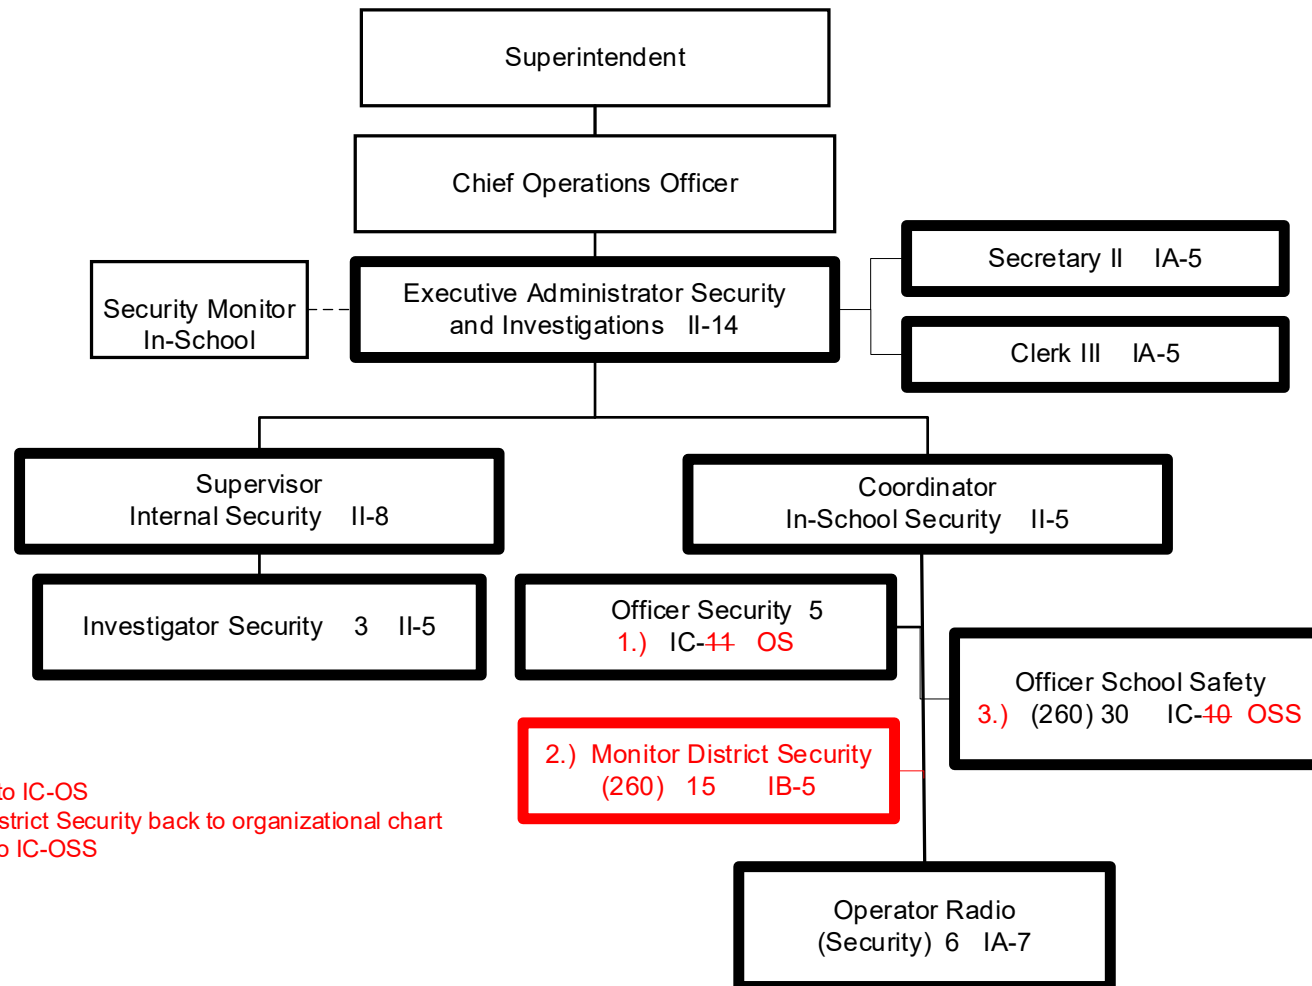 Superintendent
Chief Operations Officer
Security Monitor
In-School
Executive Administrator Security
and Investigations II-14
Secretary II IA-5
Clerk III IA-5
Supervisor
Internal Security II-8
Coordinator
In-School Security II-5
Investigator Security 3 II-5
Officer Security 5
1.) IC-11 OS
Officer School Safety
3.) (260) 30 IC-10 OSS
2.) Monitor District Security
(260) 15 IB-5
to IC-OS
strict Security back to organizational chart
o IC-OSS
Operator Radio
(Security) 6 IA-7